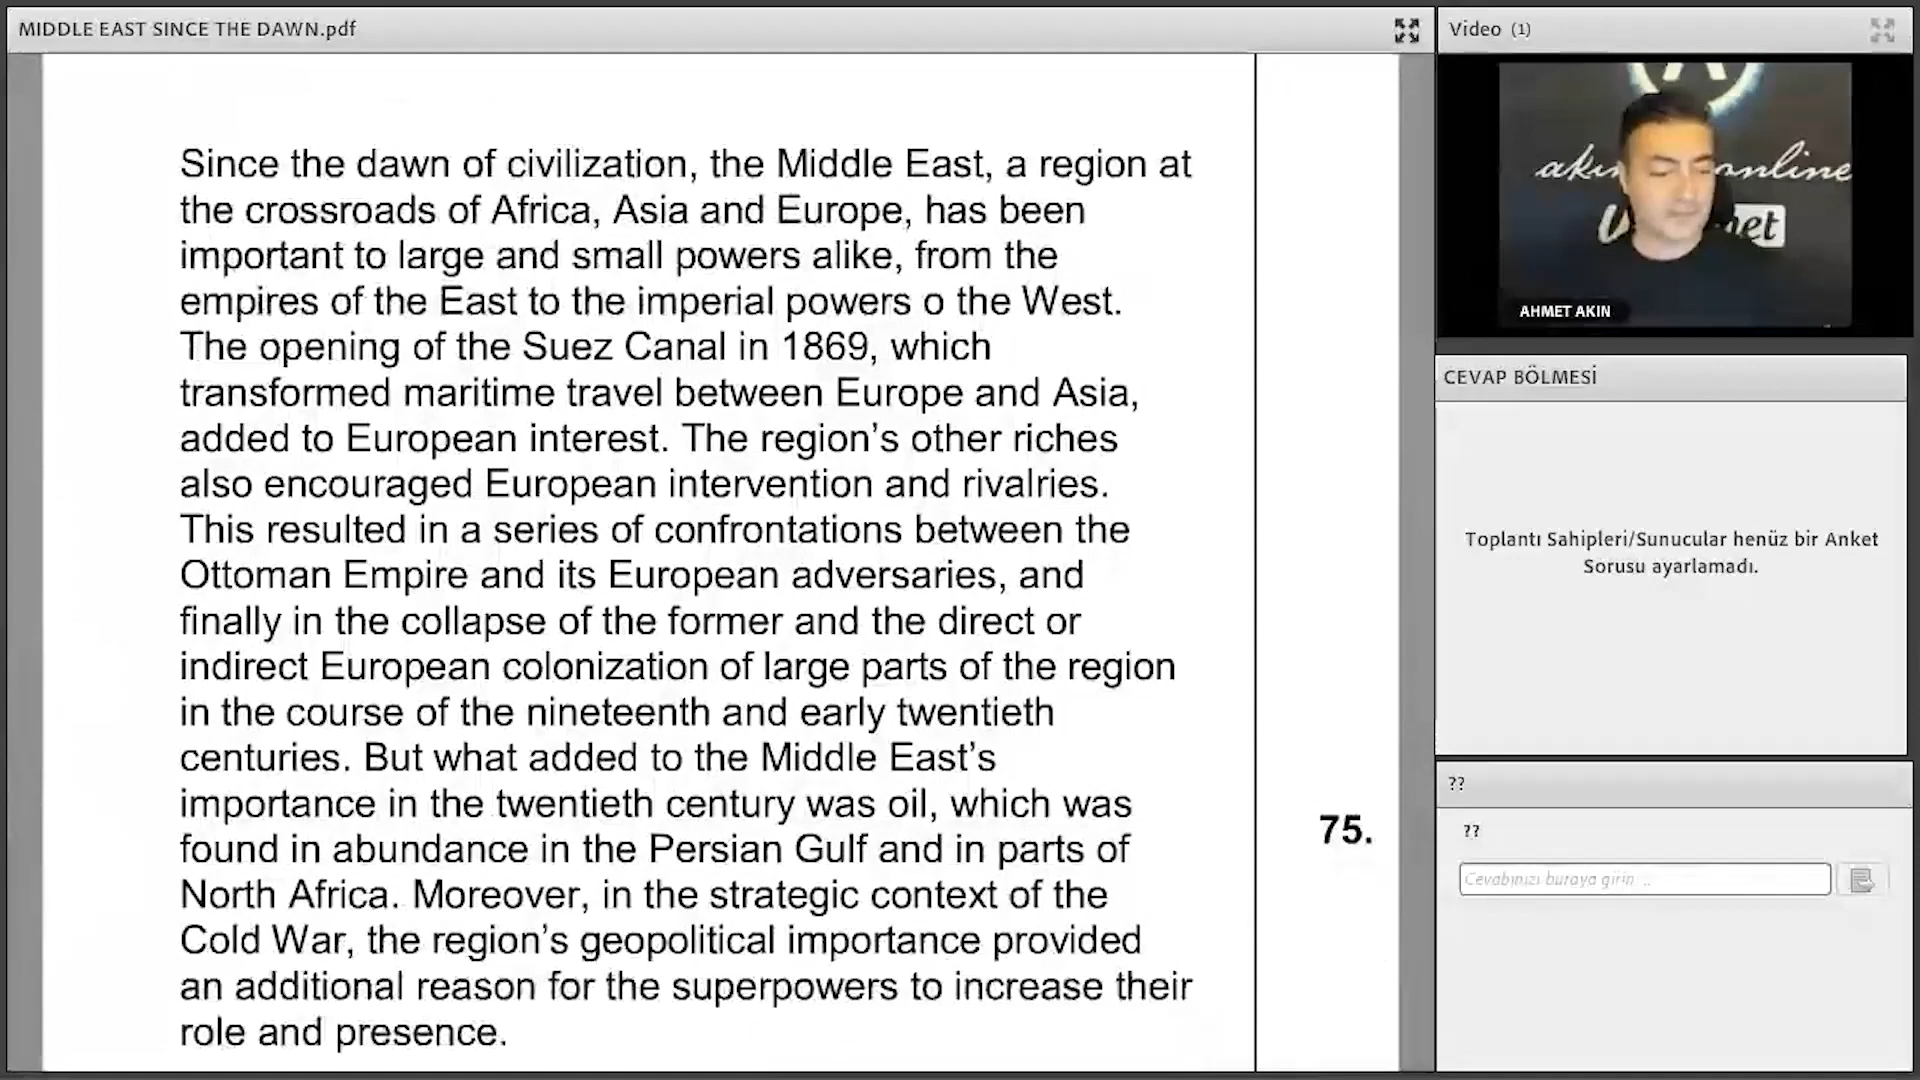 MIDDLE EAST SINCE THE DAWN.pdf
Since the dawn of civilization, the Middle East, a region at
the crossroads of Africa, Asia and Europe, has been
important to large and small powers alike, from the
empires of the East to the imperial powers o the West.
The opening of the Suez Canal in 1869, which
transformed maritime travel between Europe and Asia,
added to European interest. The region’s other riches
also encouraged European intervention and rivalries.
This resulted in a series of confrontations between the
Ottoman Empire and its European adversaries, and
finally in the collapse of the former and the direct or
indirect European colonization of large parts of the region
in the course of the nineteenth and early twentieth
centuries. But what added to the Middle East’s
importance in the twentieth century was oil, which was
found in abundance in the Persian Gulf and in parts of
North Africa. Moreover, in the strategic context of the
Cold War, the region’s geopolitical importance provided
an additional reason for the superpowers to increase their
role and presence.
75.
Video (1)
AHMET AKIN
CEVAP BÖLMESİ
Toplantı Sahipleri/Sunucular henüz bir Anket
Sorusu ayarlamadı.
??
??
Cevabınızı buraya girin ...